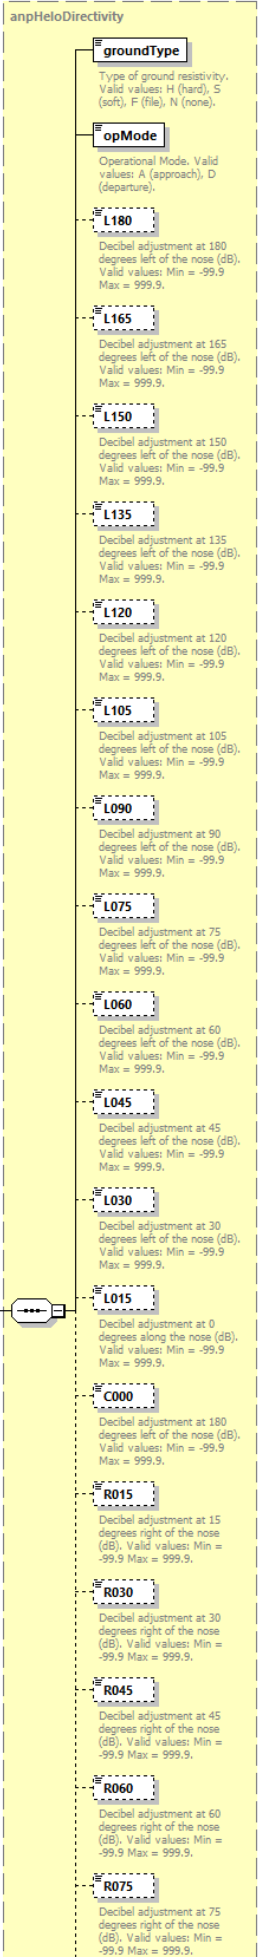 anpHeloDirectivity
groundType
Type of ground resistivity.
Valid values: H (hard), S
(soft), F (file), N (none).
opMode
Operational Mode. Valid
values: A (approach), D
(departure).
L180
Decibel adjustment at 180
degrees left of the nose (dB).
Valid values: Min = -99.9
Max = 999.9.
L165
Decibel adjustment at 165
degrees left of the nose (dB).
Valid values: Min = -99.9
Max = 999.9.
L150
Decibel adjustment at 150
degrees left of the nose (dB).
Valid values: Min = -99.9
Max = 999.9.
L135
Decibel adjustment at 135
degrees left of the nose (dB).
Valid values: Min = -99.9
Max = 999.9.
L120
Decibel adjustment at 120
degrees left of the nose (dB).
Valid values: Min = -99.9
Max = 999.9.
L105
Decibel adjustment at 105
degrees left of the nose (dB).
Valid values: Min = -99.9
Max = 999.9.
L090
Decibel adjustment at 90
degrees left of the nose (dB).
Valid values: Min = -99.9
Max = 999.9.
L075
Decibel adjustment at 75
degrees left of the nose (dB).
Valid values: Min = -99.9
Max = 999.9.
L060
Decibel adjustment at 60
degrees left of the nose (dB).
Valid values: Min = -99.9
Max = 999.9.
L045
Decibel adjustment at 45
degrees left of the nose (dB).
Valid values: Min = -99.9
Max = 999.9.
L030
Decibel adjustment at 30
degrees left of the nose (dB).
Valid values: Min = -99.9
Max = 999.9.
L015
Decibel adjustment at 0
degrees along the nose (dB).
Valid values: Min = -99.9
Max = 999.9.
C000
Decibel adjustment at 180
degrees left of the nose (dB).
Valid values: Min = -99.9
Max = 999.9.
R015
Decibel adjustment at 15
degrees right of the nose
(dB). Valid values: Min =
-99.9 Max = 999.9.
R030
Decibel adjustment at 30
degrees right of the nose
(dB). Valid values: Min =
-99.9 Max = 999.9.
R045
Decibel adjustment at 45
degrees right of the nose
(dB). Valid values: Min =
-99.9 Max = 999.9.
R060
Decibel adjustment at 60
degrees right of the nose
(dB). Valid values: Min =
-99.9 Max = 999.9.
R075
Decibel adjustment at 75
degrees right of the nose
(dB). Valid values: Min =
-99.9 Max = 999.9.